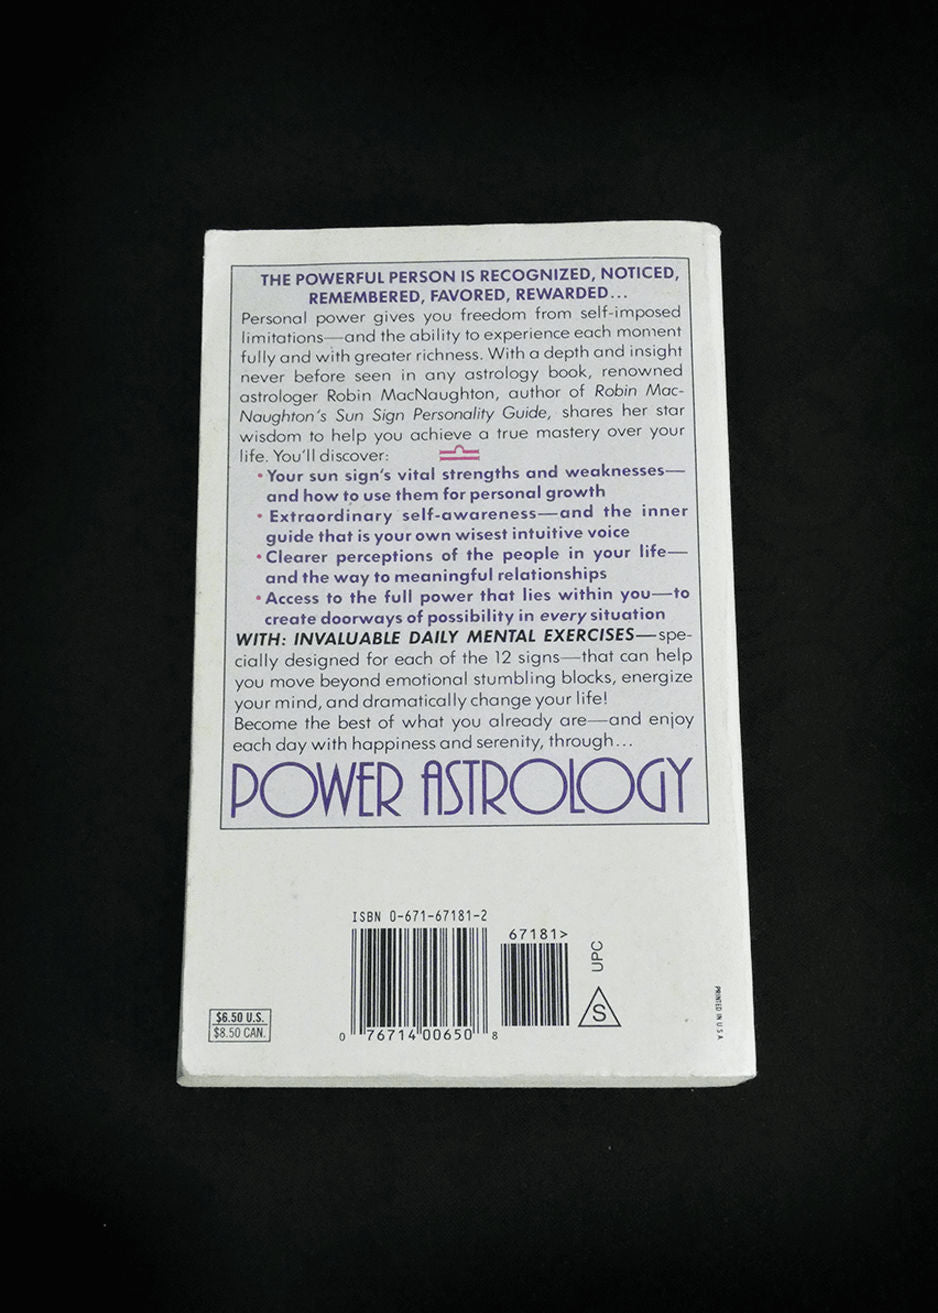 THE POWERFUL PERSON IS RECOGNIZED, NOTICED,
REMEMBERED, FAVORED, REWARDED...
Personal power gives you freedom from self-imposed
limitations—and the ability to experience each moment
fully and with greater richness. With a depth and insight
never before seen in any astrology book, renowned
astrologer Robin MacNaughton, author of Robin Mac-
Naughton's Sun Sign Personality Guide, shares her star
wisdom to help you achieve a true mastery over your
life. You'll discover:
• Your sun sign's vital strengths and weaknesses—
and how to use them for personal growth
• Extraordinary self-awareness—and the inner
guide that is your own wisest intuitive voice
• Clearer perceptions of the people in your life—
and the way to meaningful relationships
• Access to the full power that lies within you—to
create doorways of possibility in every situation
WITH: INVALUABLE DAILY MENTAL EXERCISES—spe-
cially designed for each of the 12 signs—that can help
you move beyond emotional stumbling blocks, energize
your mind, and dramatically change your life!
Become the best of what you already are—and enjoy
each day with happiness and serenity, through...
POWER ASTROLOGY
ISBN 0-671-67181-2
67181>
UPC
S
0 76714 00650 8
$6.50 U.S.
$8.50 CAN.
PRINTED IN U.S.A.